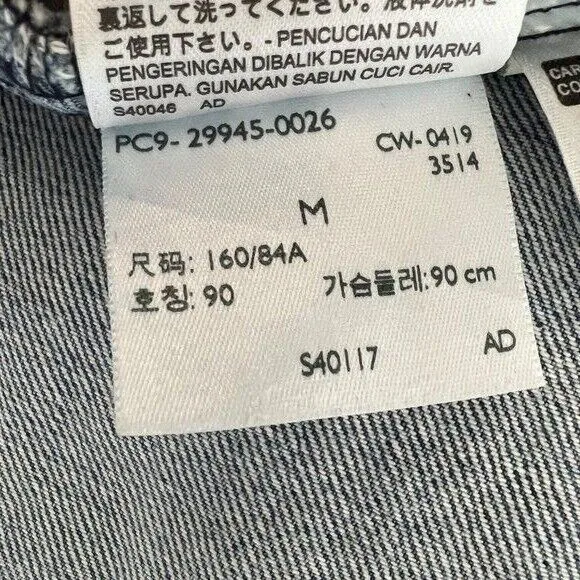 裏返して洗ってください。液体洗剤を
ご使用下さい。- PENCUCIAN DAN
PENGERINGAN DIBALIK DENGAN WARNA
SERUPA. GUNAKAN SABUN CUCI CAIR.
S40046 AD
CAR
CO
PC9- 29945-0026
CW- 0419
3514
M
尺码: 160/84A
호칭: 90
가슴둘레:90 cm
S40117
AD